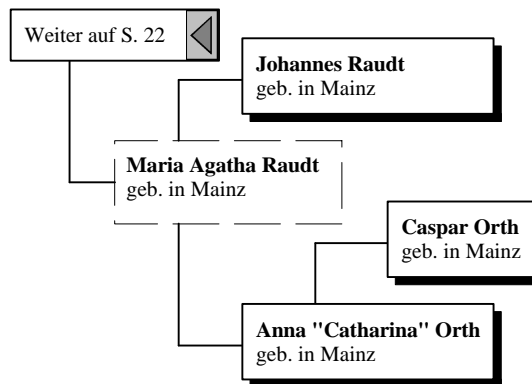 Weiter auf S. 22
Johannes Raudt
geb. in Mainz
Maria Agatha Raudt
geb. in Mainz
Caspar Orth
geb. in Mainz
Anna "Catharina" Orth
geb. in Mainz